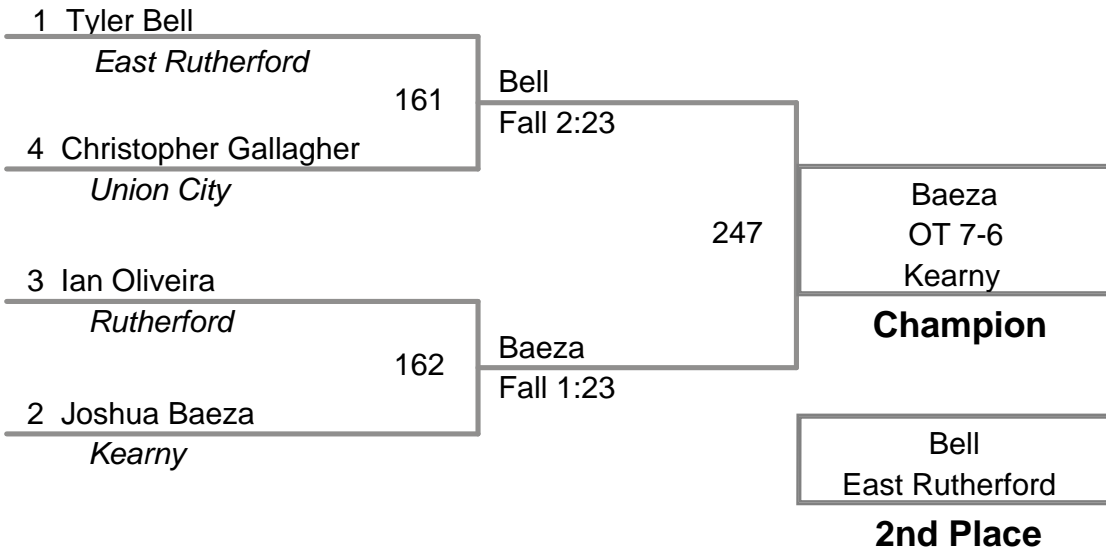 1 Tyler Bell
East Rutherford
161
4 Christopher Gallagher
Union City
Bell
Fall 2:23
3 Ian Oliveira
Rutherford
162
2 Joshua Baeza
Kearny
Baeza
Fall 1:23
247
Baeza
OT 7-6
Kearny
Champion
Bell
East Rutherford
2nd Place